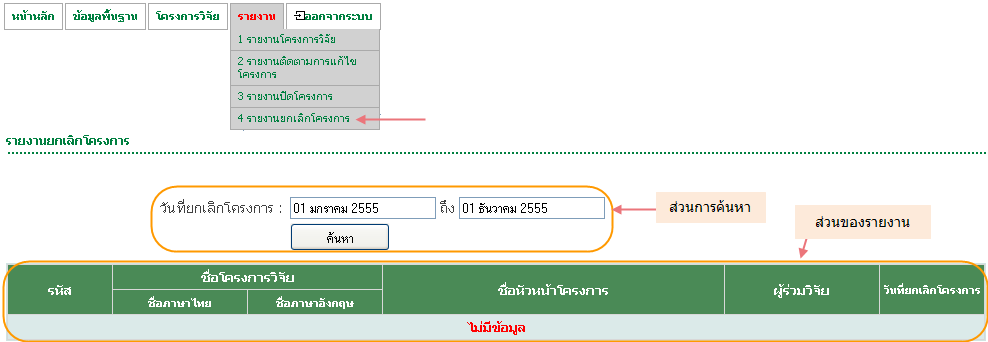 หน้าหลัก ข้อมูลพื้นฐาน โครงการวิจัย รายงาน ออกจากระบบ
1 รายงานโครงการวิจัย
2 รายงานติดตามการแก้ไข
โครงการ
3 รายงานปิดโครงการ
4 รายงานยกเลิกโครงการ
รายงานยกเลิกโครงการ
วันที่ยกเลิกโครงการ : 01 มกราคม 2555 ถึง 01 ธันวาคม 2555
ส่วนการค้นหา
ค้นหา
ส่วนของรายงาน
รหัส ชื่อโครงการวิจัย ชื่อหัวหน้าโครงการ ผู้ร่วมวิจัย วันที่ยกเลิกโครงการ
ชื่อภาษาไทย ชื่อภาษาอังกฤษ
ไม่มีข้อมูล